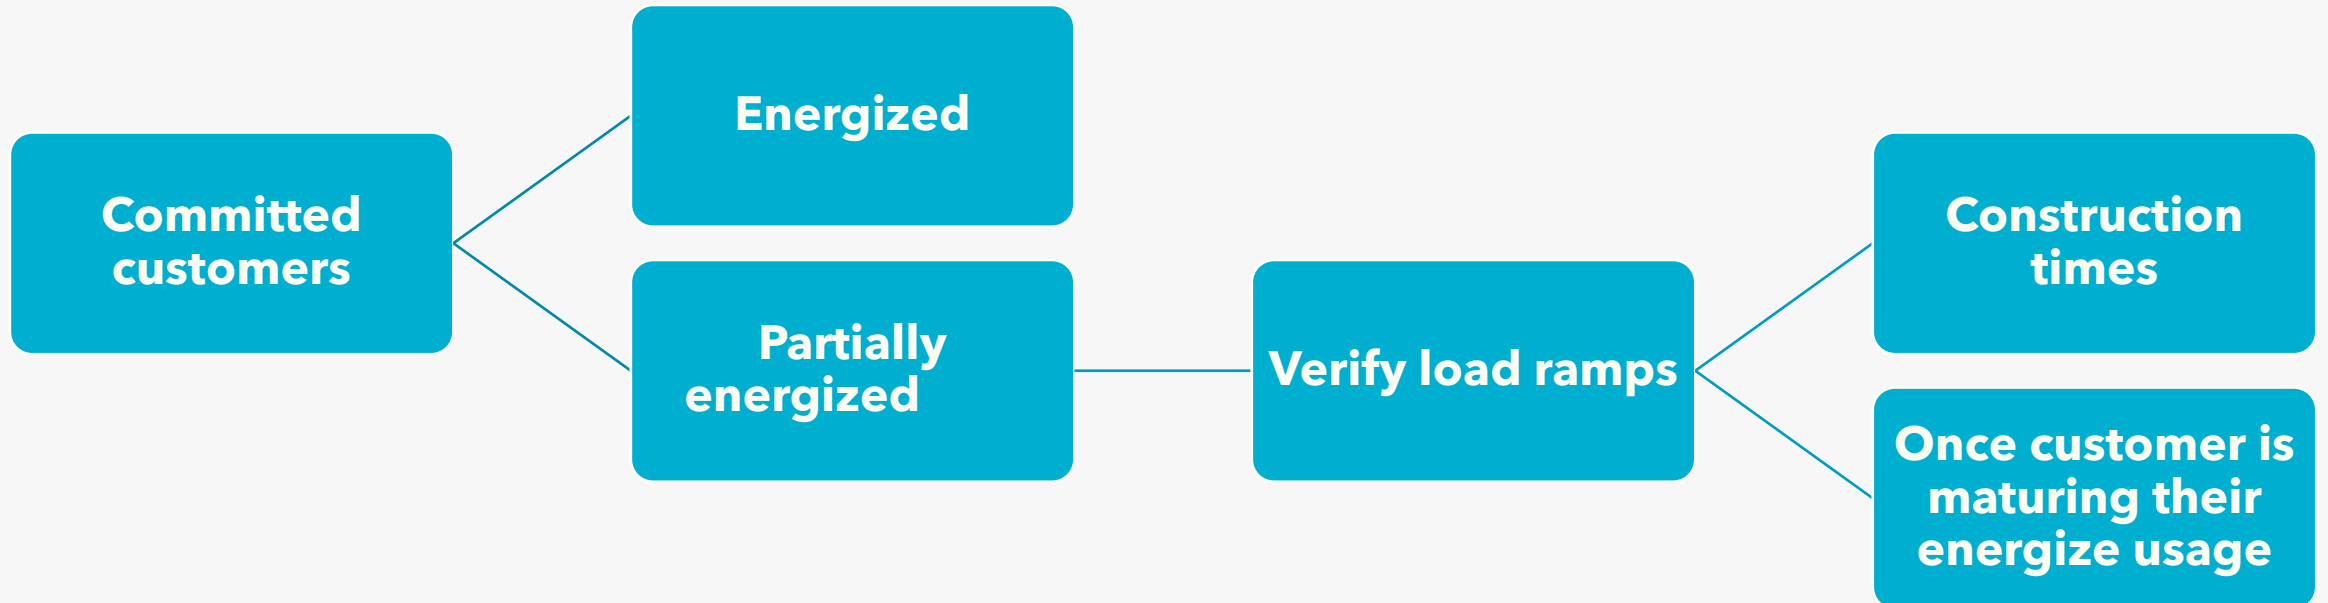 Committed
customers
Energized
Partially
energized
Verify load ramps
Construction
times
Once customer is
maturing their
energize usage